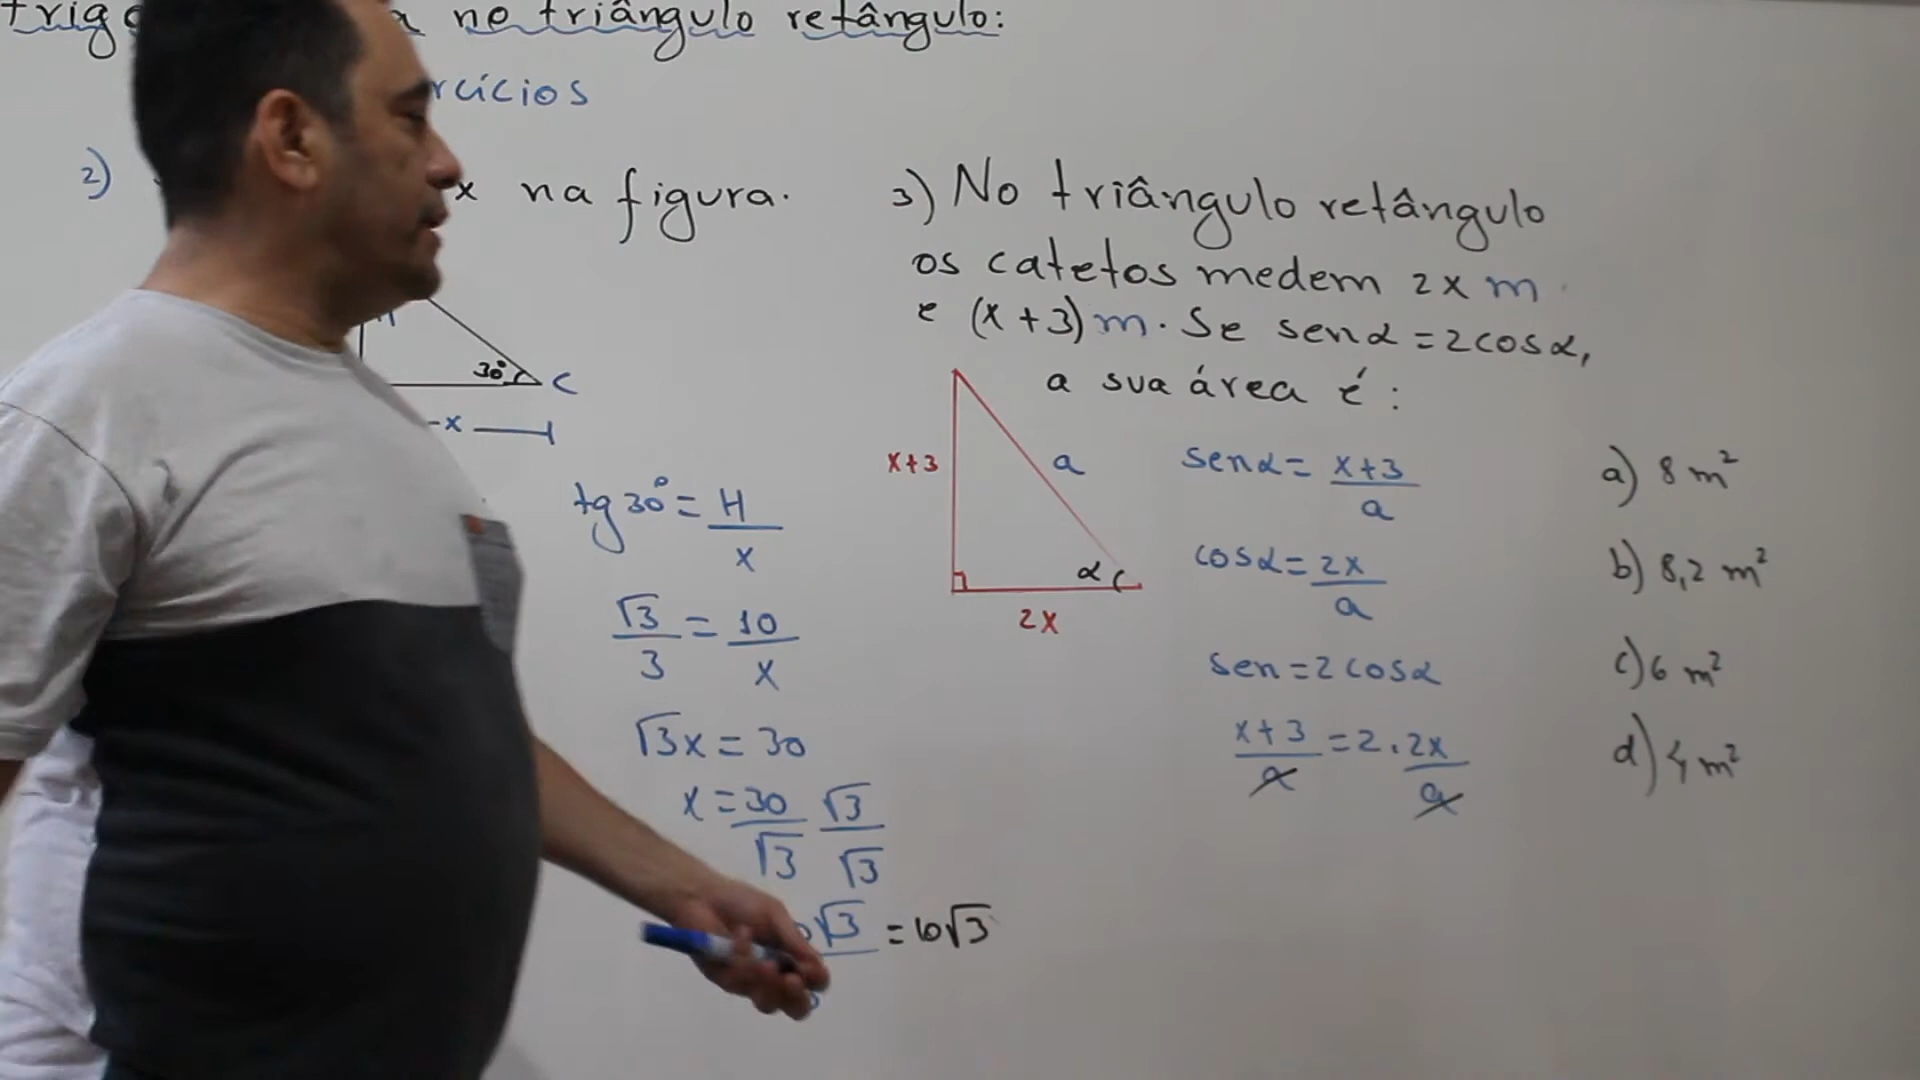 no triângulo retângulo:
2) x na figura.
30° C
x
tg 30° = H/x
√3/3 = 10/x
√3x = 30
x = 30/√3 √3/√3
√3 = 10√3
3) No triângulo retângulo
os catetos medem 2x m
e (x+3)m. Se senα = 2cosα,
a sua área é:
x+3
a
α
2x
senα = x+3/a
cosα = 2x/a
sen = 2cosα
x+3/a = 2.2x/a
a) 8 m²
b) 8,2 m²
c) 6 m²
d) 4 m²